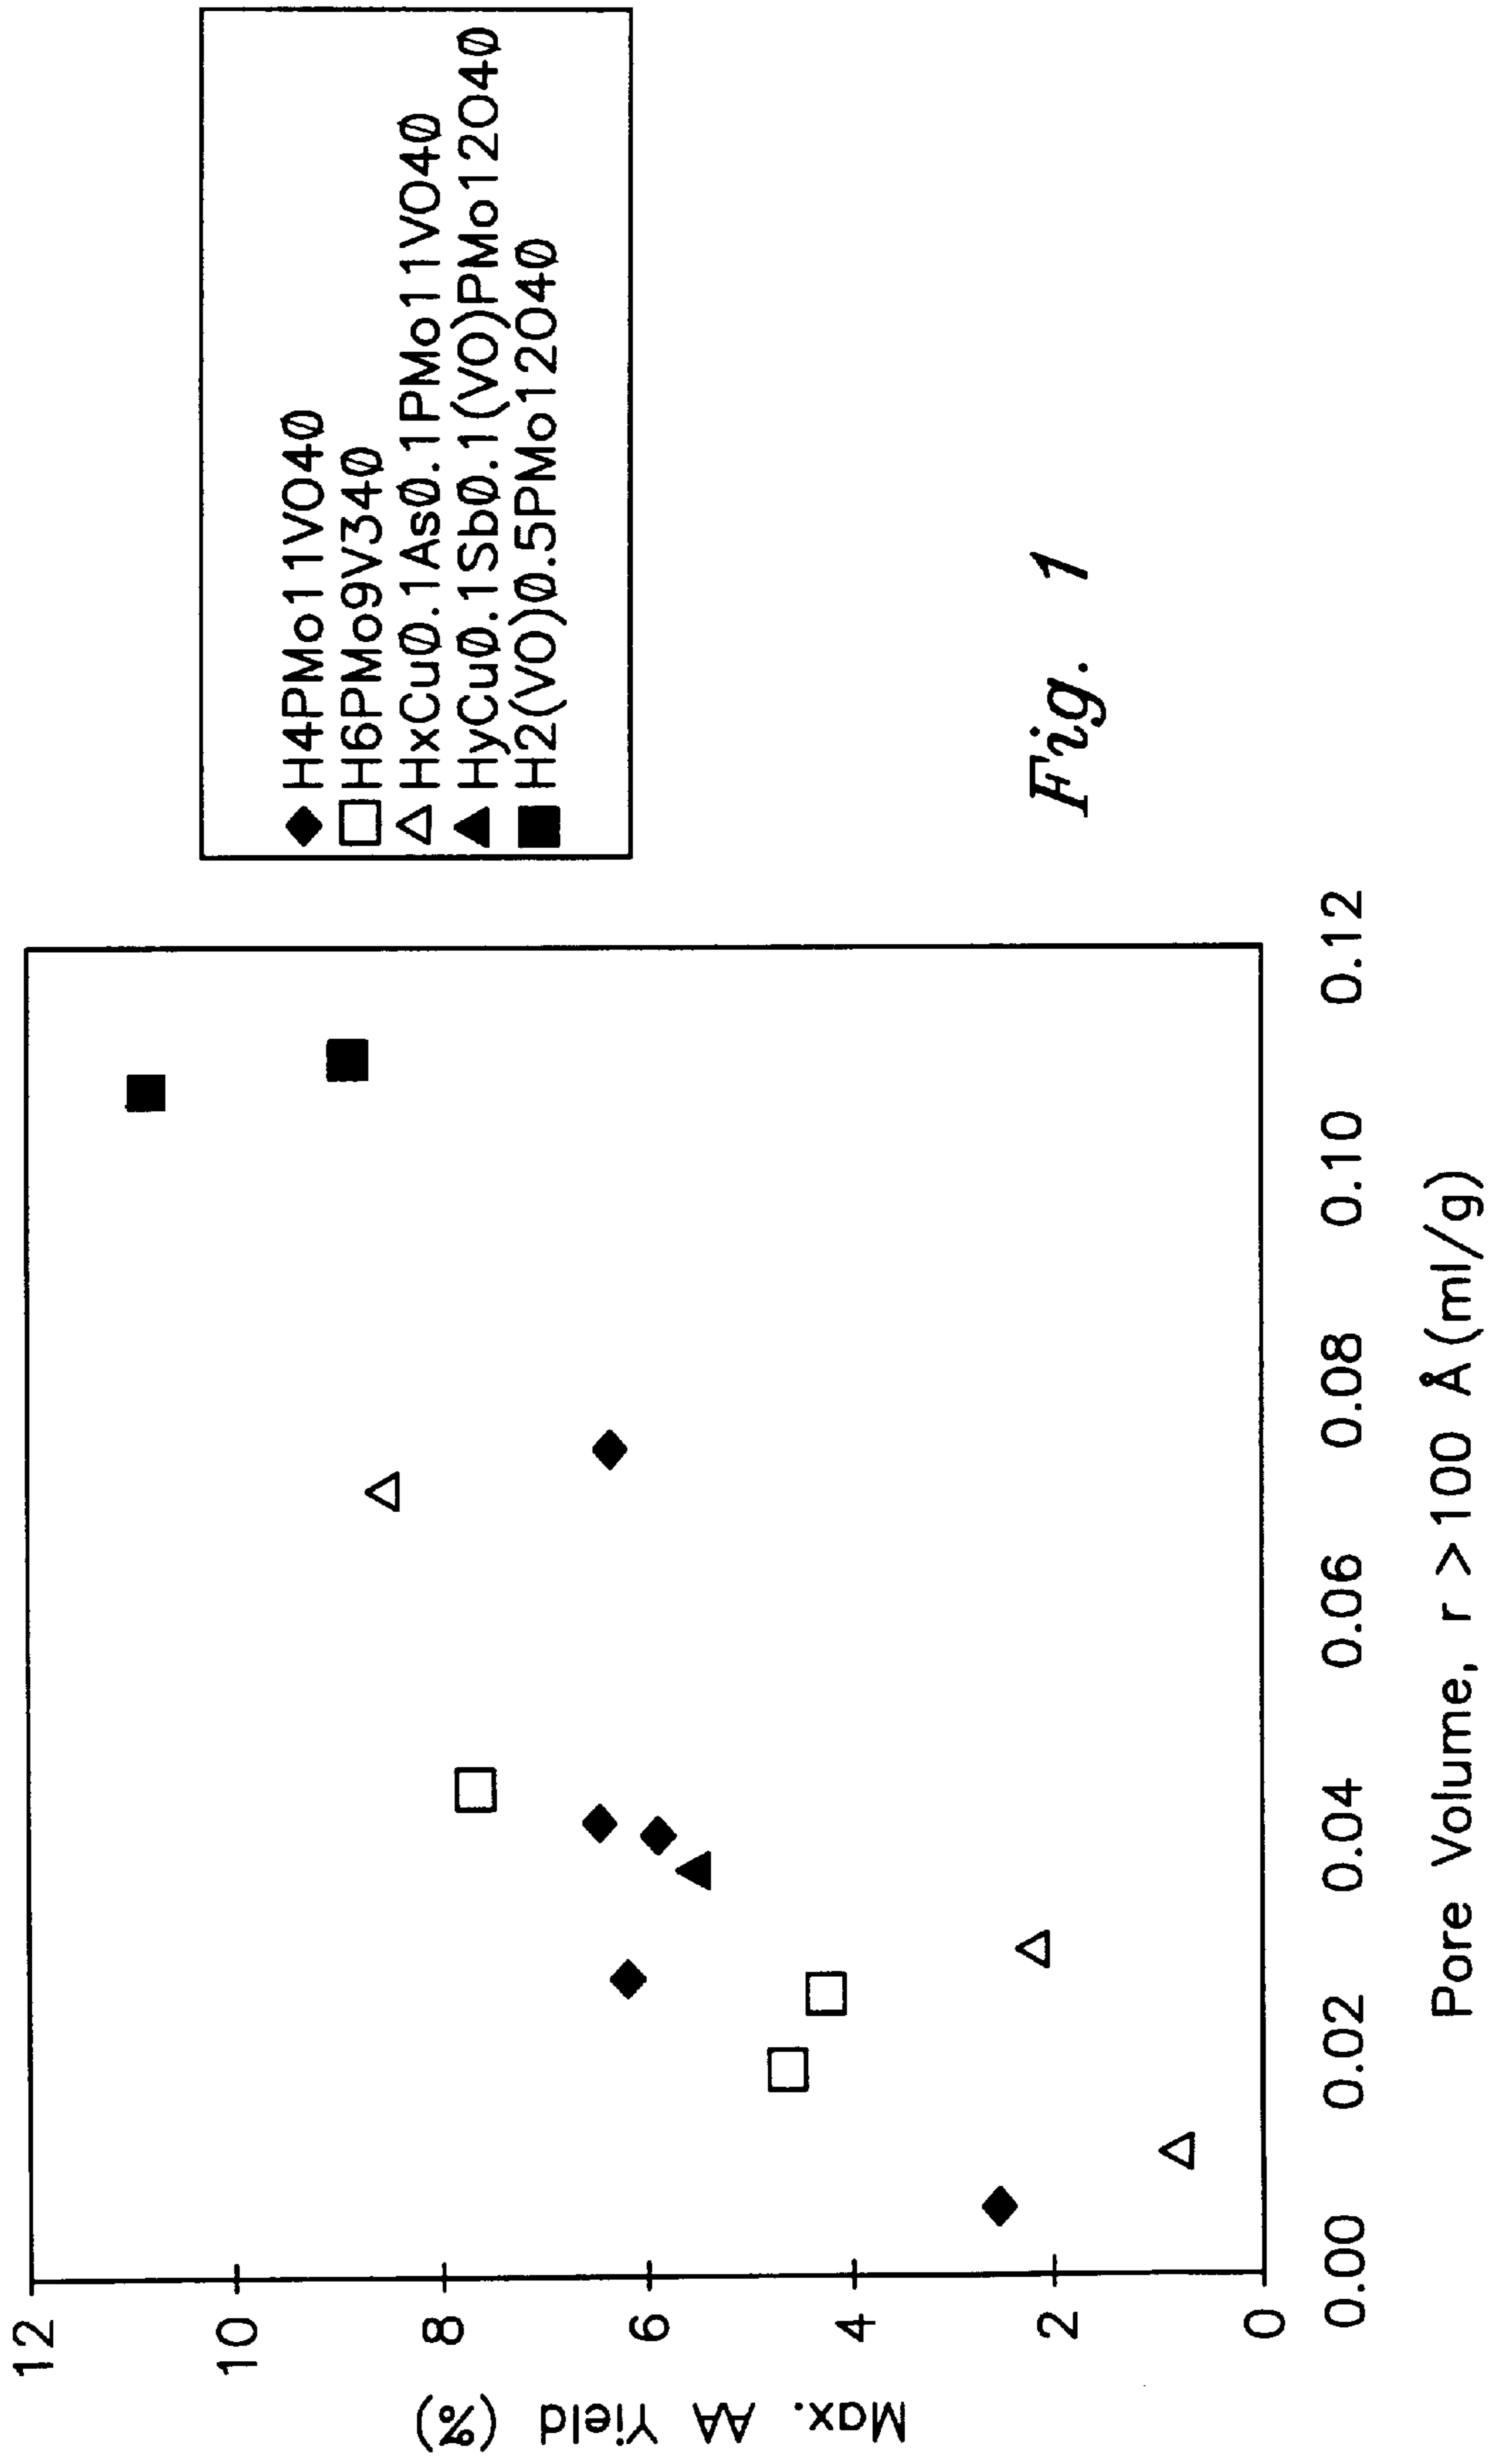 Max. AA Yield (%)
12
10
8
6
4
2
0
0.00 0.02 0.04 0.06 0.08 0.10 0.12
Pore Volume, r >100 Å (ml/g)
H4PMo11VO40
H6PMo9V340
HxCu0.1As0.1PMo11VO40
HyCu0.1Sb0.1(VO)PMo12O40
H2(VO)0.5PMo12O40
Fig. 1